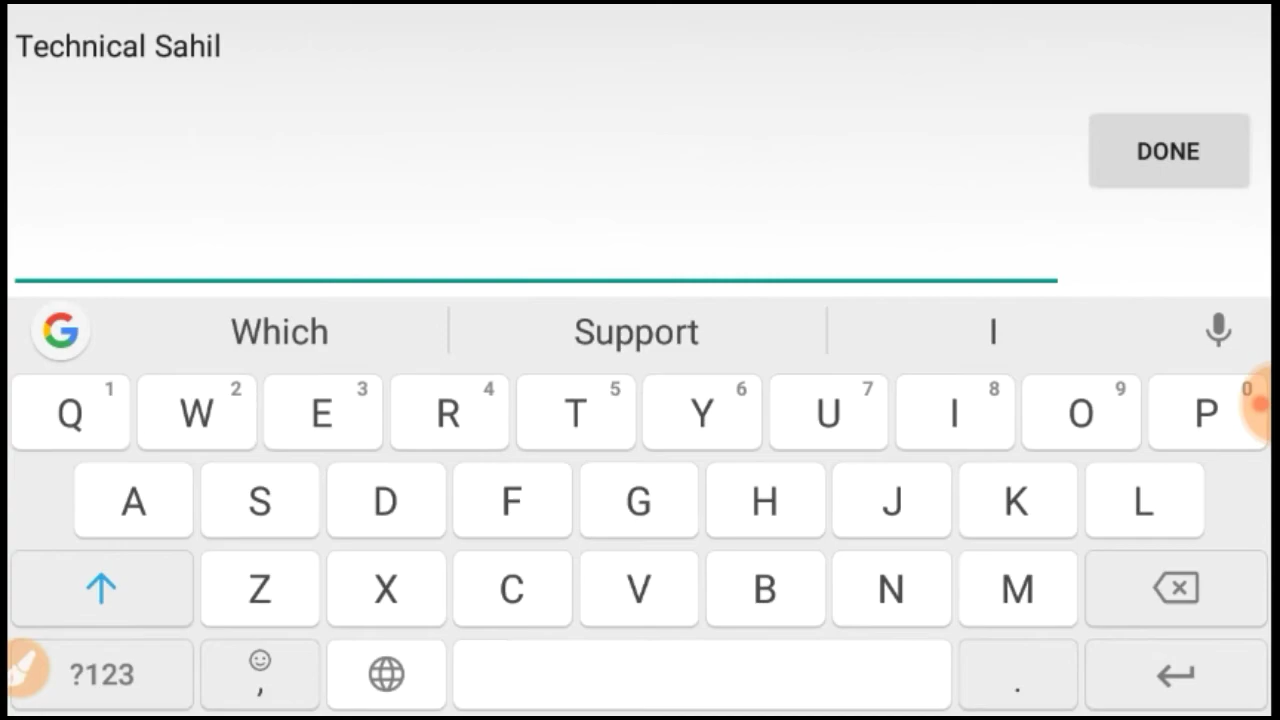 Technical Sahil
DONE
G Which Support I
Q 1 W 2 E 3 R 4 T 5 Y 6 U 7 I 8 O 9 P 0
A S D F G H J K L
Z X C V B N M
?123 , .